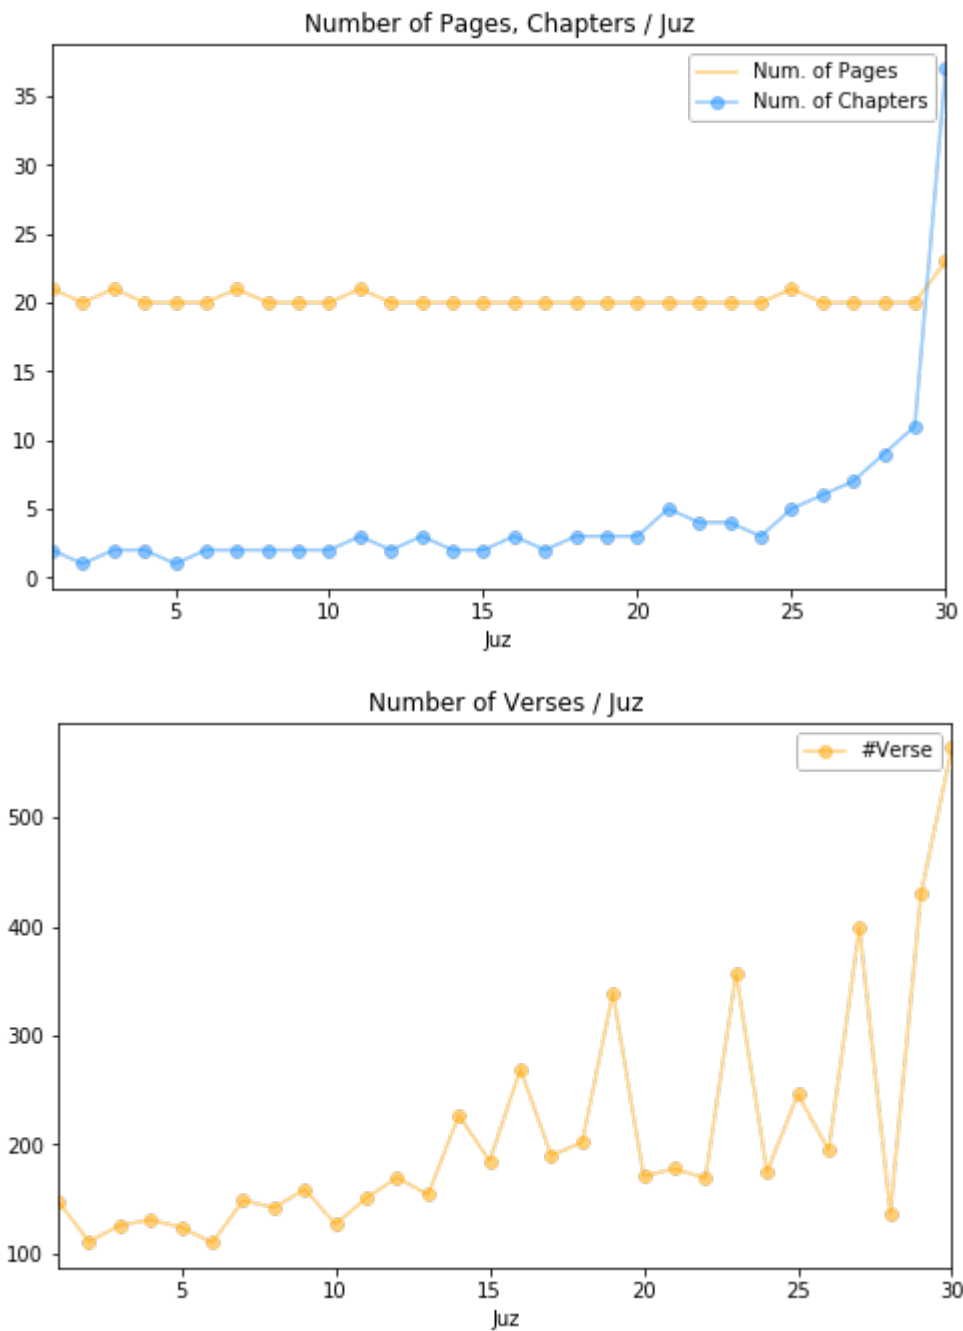 Number of Pages, Chapters / Juz
Num. of Pages
Num. of Chapters
35
30
25
20
15
10
5
0
5 10 15 20 25 30
Juz
Number of Verses / Juz
#Verse
500
400
300
200
100
5 10 15 20 25 30
Juz